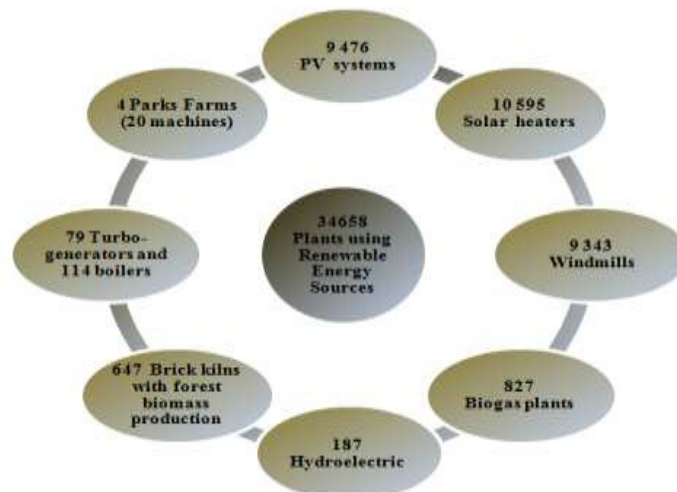 9 476
PV systems
10 595
Solar heaters
9 343
Windmills
827
Biogas plants
187
Hydroelectric
647 Brick kilns
with forest
biomass
production
79 Turbo-
generators and
114 boilers
4 Parks Farms
(20 machines)
34658
Plants using
Renewable
Energy
Sources